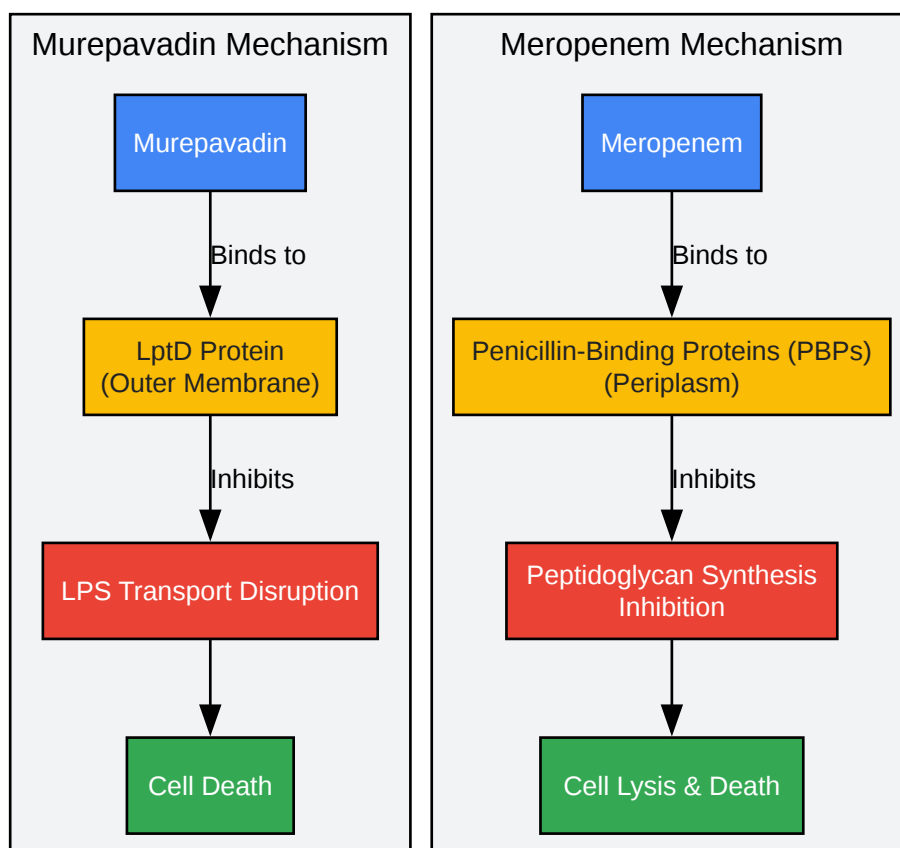 Murepavadin Mechanism
Murepavadin
Binds to
LptD Protein
(Outer Membrane)
Inhibits
LPS Transport Disruption
Cell Death
Meropenem Mechanism
Meropenem
Binds to
Penicillin-Binding Proteins (PBPs)
(Periplasm)
Inhibits
Peptidoglycan Synthesis
Inhibition
Cell Lysis & Death